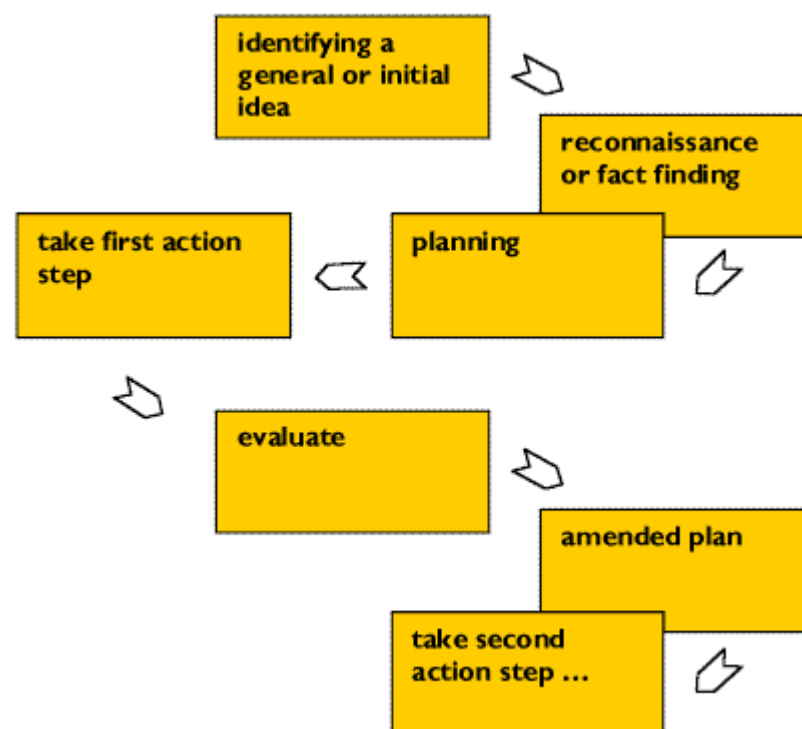 identifying a
general or initial
idea
reconnaissance
or fact finding
planning
take first action
step
evaluate
amended plan
take second
action step ...